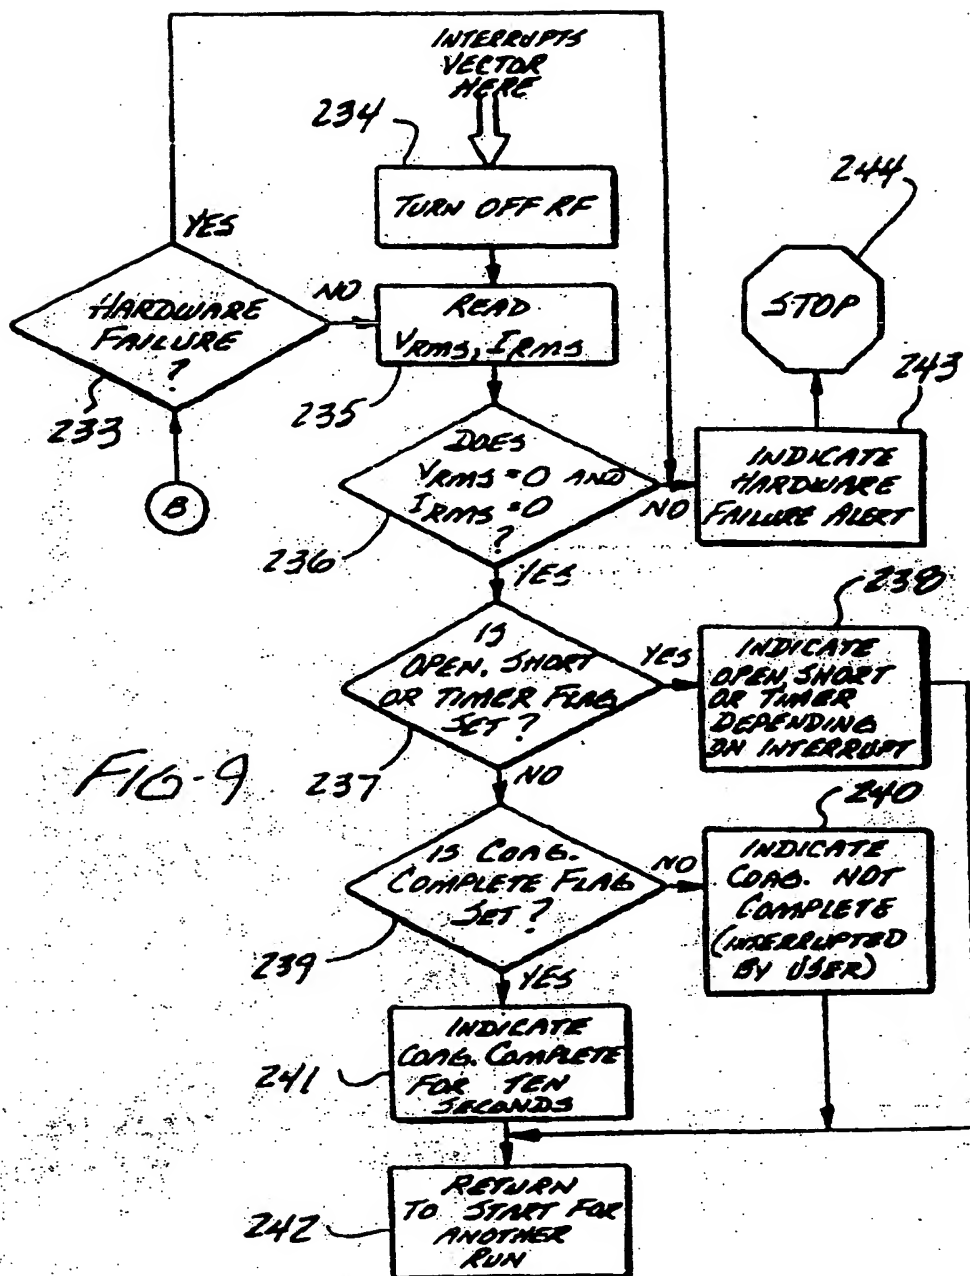 INTERRUPTS
VECTOR
HERE
234
TURN OFF RF
244
STOP
YES
HARDWARE
FAILURE
?
233
NO
READ
VRMS, IRMS
235
B
DOES
VRMS =0 AND
IRMS =0
?
236
NO
243
INDICATE
HARDWARE
FAILURE ALERT
YES
IS
OPEN, SHORT
OR TIMER FLAG
SET?
237
YES
238
INDICATE
OPEN, SHORT
OR TIMER
DEPENDING
ON INTERRUPT
FIG-9
NO
IS COAG.
COMPLETE FLAG
SET?
239
NO
240
INDICATE
COAG. NOT
COMPLETE
(INTERRUPTED
BY USER)
YES
INDICATE
COAG. COMPLETE
FOR TEN
SECONDS
241
RETURN
TO START FOR
ANOTHER
RUN
242